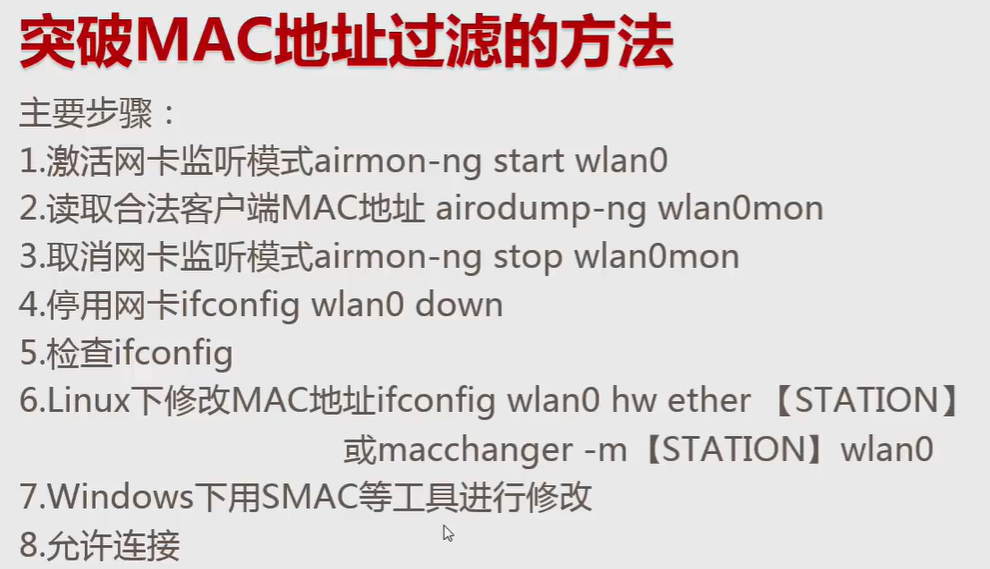 突破MAC地址过滤的方法
主要步骤：
1.激活网卡监听模式airmon-ng start wlan0
2.读取合法客户端MAC地址 airodump-ng wlan0mon
3.取消网卡监听模式airmon-ng stop wlan0mon
4.停用网卡ifconfig wlan0 down
5.检查ifconfig
6.Linux下修改MAC地址ifconfig wlan0 hw ether 【STATION】
或macchanger -m【STATION】wlan0
7.Windows下用SMAC等工具进行修改
8.允许连接